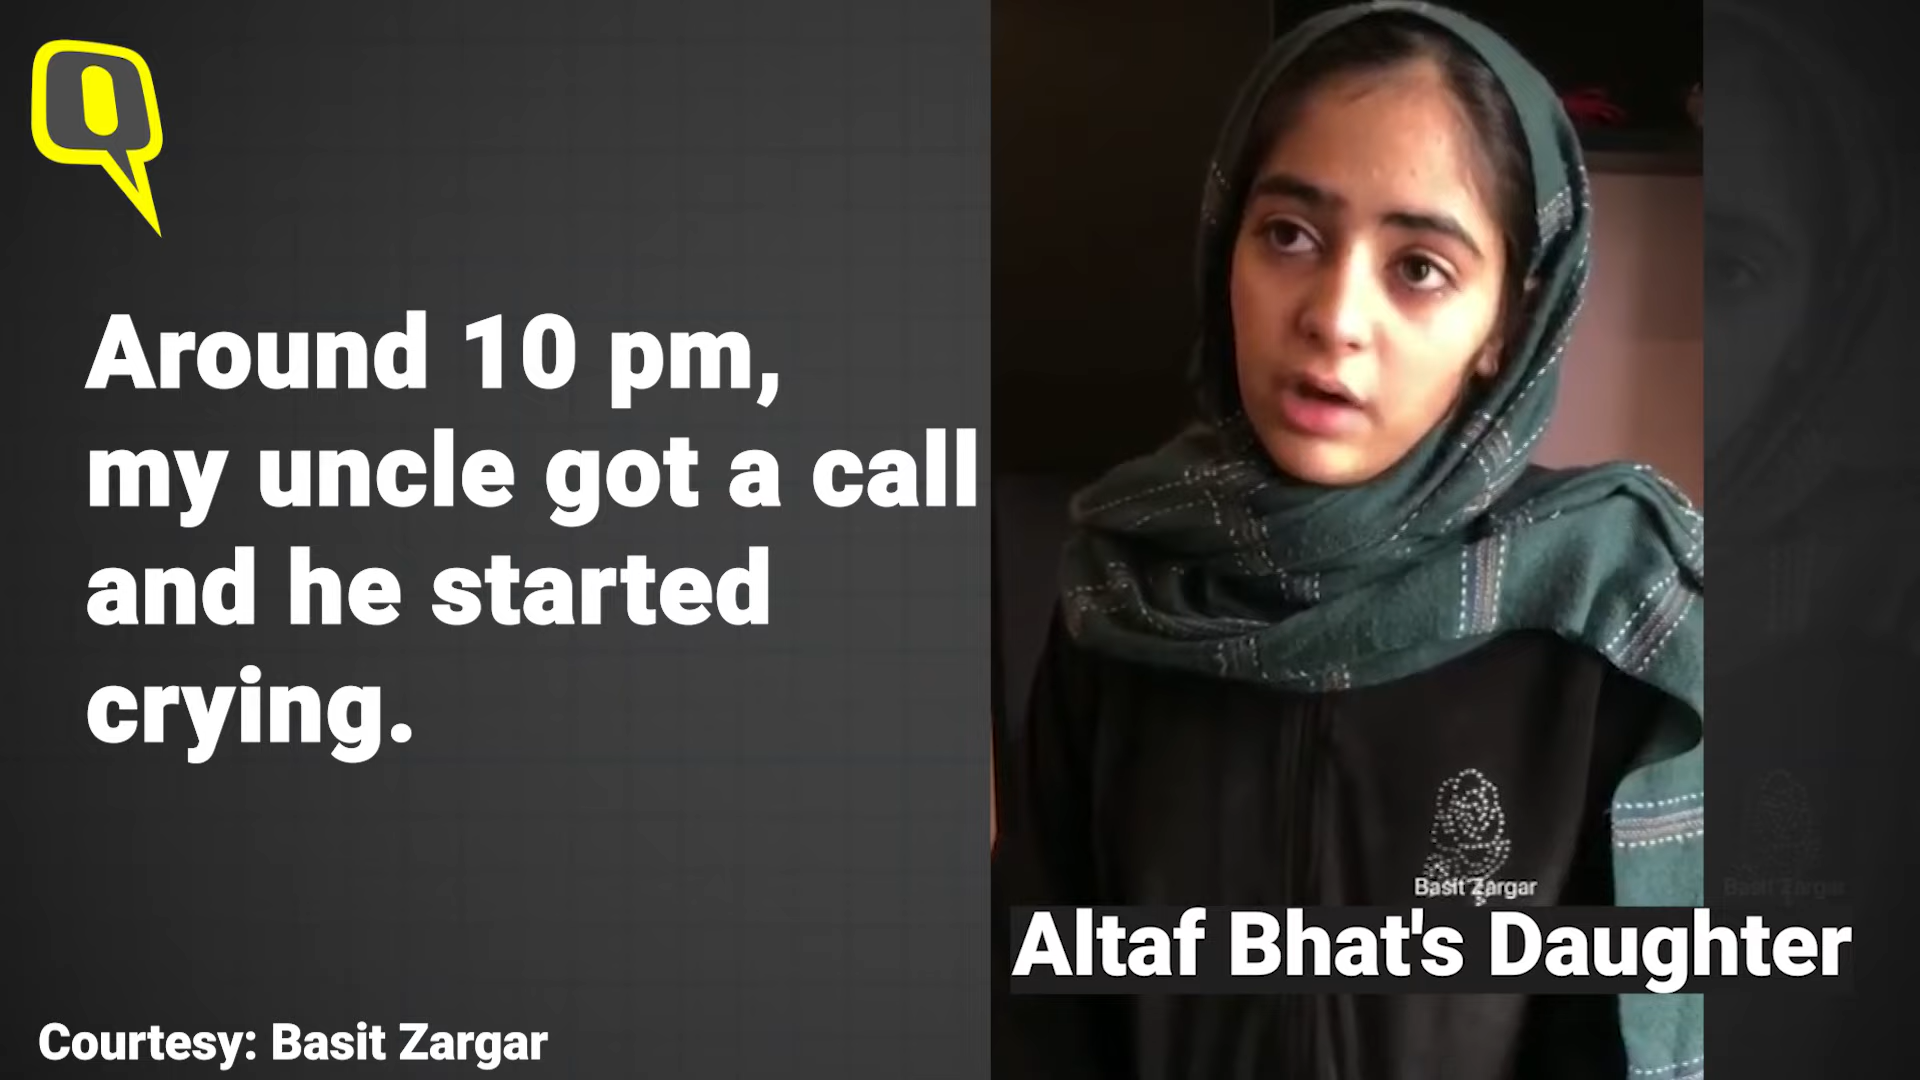 Around 10 pm,
my uncle got a call
and he started
crying.
Basit Zargar
Altaf Bhat's Daughter
Courtesy: Basit Zargar